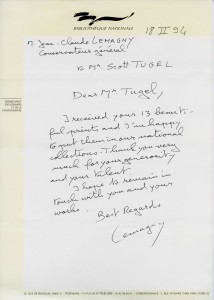 BIBLIOTHÈQUE NATIONALE
18 II 94
M. Jean-Claude LEMAGNY
Conservateur général
to Mr Scott TUGEL
Dear Mr Tugel,
I received your 13 beauti-
ful prints and I'm happy
to put them in our national
collections. Thank you very
much for your generosity
and your talent.
I hope to remain in
touch with you and your
works.
Best Regards
Lemagny